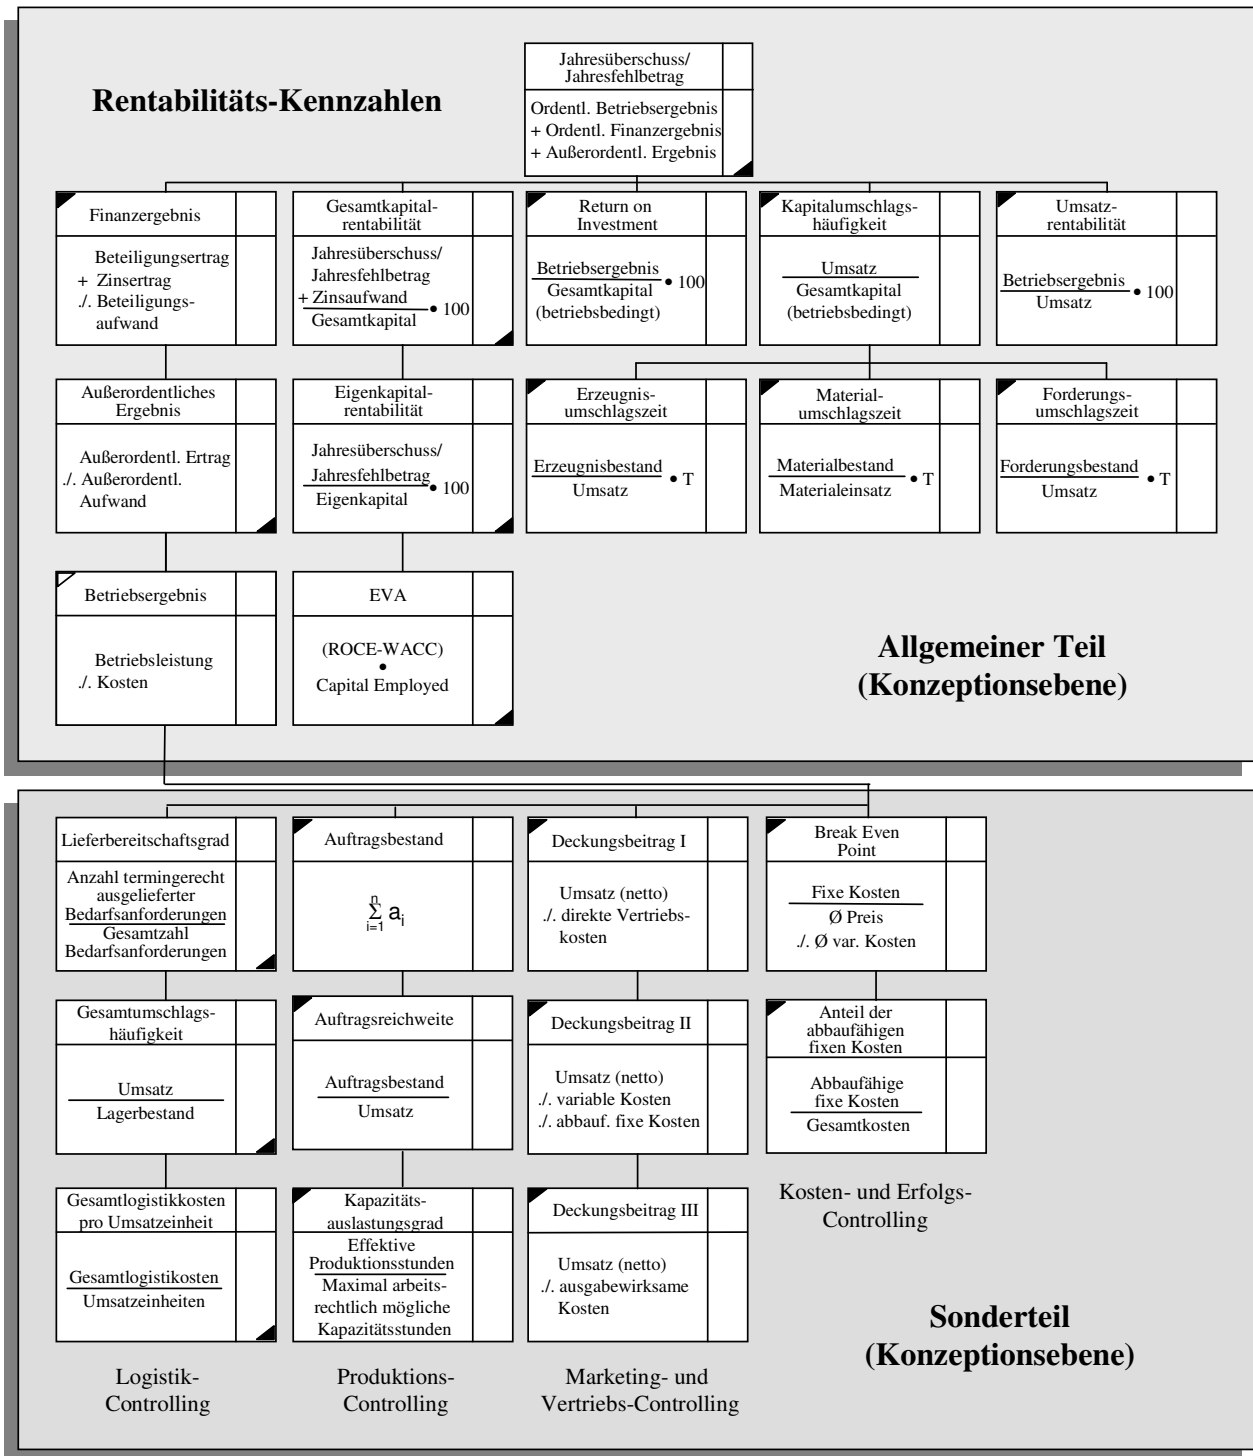 Rentabilitäts-Kennzahlen
Jahresüberschuss/
Jahresfehlbetrag
Ordentl. Betriebsergebnis
+ Ordentl. Finanzergebnis
+ Außerordentl. Ergebnis
Finanzergebnis
Beteiligungsertrag
+ Zinsertrag
./. Beteiligungs-
aufwand
Gesamtkapital-
rentabilität
Jahresüberschuss/
Jahresfehlbetrag
+ Zinsaufwand
• 100
Gesamtkapital
Return on
Investment
Betriebsergebnis
• 100
Gesamtkapital
(betriebsbedingt)
Kapitalumschlags-
häufigkeit
Umsatz
Gesamtkapital
(betriebsbedingt)
Umsatz-
rentabilität
Betriebsergebnis
• 100
Umsatz
Außerordentliches
Ergebnis
Außerordentl. Ertrag
./. Außerordentl.
Aufwand
Eigenkapital-
rentabilität
Jahresüberschuss/
Jahresfehlbetrag
• 100
Eigenkapital
Erzeugnis-
umschlagszeit
Erzeugnisbestand
• T
Umsatz
Material-
umschlagszeit
Materialbestand
• T
Materialeinsatz
Forderungs-
umschlagszeit
Forderungsbestand
• T
Umsatz
Betriebsergebnis
Betriebsleistung
./. Kosten
EVA
(ROCE-WACC)
•
Capital Employed
Allgemeiner Teil
(Konzeptionsebene)
Lieferbereitschaftsgrad
Anzahl termingerecht
ausgelieferter
Bedarfsanforderungen
Gesamtzahl
Bedarfsanforderungen
Auftragsbestand
n
Σ a_i
i=1
Deckungsbeitrag I
Umsatz (netto)
./. direkte Vertriebs-
kosten
Break Even
Point
Fixe Kosten
Ø Preis
./. Ø var. Kosten
Gesamtumschlags-
häufigkeit
Umsatz
Lagerbestand
Auftragsreichweite
Auftragsbestand
Umsatz
Deckungsbeitrag II
Umsatz (netto)
./. variable Kosten
./. abbauf. fixe Kosten
Anteil der
abbaufähigen
fixen Kosten
Abbaufähige
fixe Kosten
Gesamtkosten
Gesamtlogistikkosten
pro Umsatzeinheit
Gesamtlogistikosten
Umsatzeinheiten
Kapazitäts-
auslastungsgrad
Effektive
Produktionsstunden
Maximal arbeits-
rechtlich mögliche
Kapazitätsstunden
Deckungsbeitrag III
Umsatz (netto)
./. ausgabewirksame
Kosten
Kosten- und Erfolgs-
Controlling
Sonderteil
(Konzeptionsebene)
Logistik-
Controlling
Produktions-
Controlling
Marketing- und
Vertriebs-Controlling